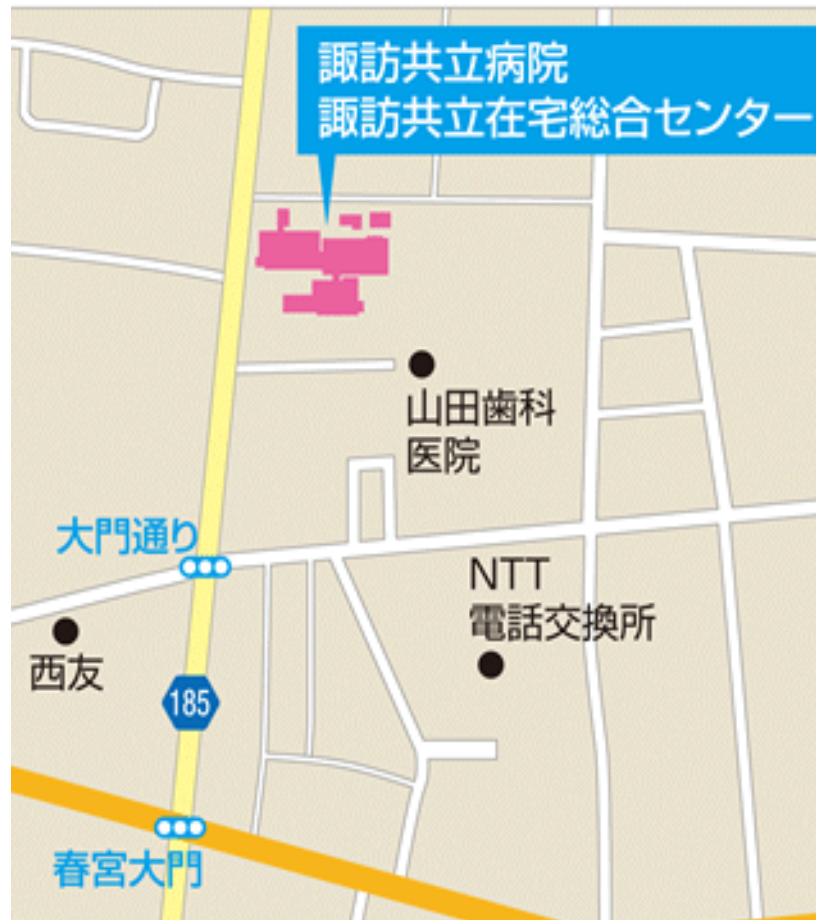 諏訪共立病院
諏訪共立在宅総合センター
山田歯科
医院
大門通り
NTT
電話交換所
西友
185
春宮大門